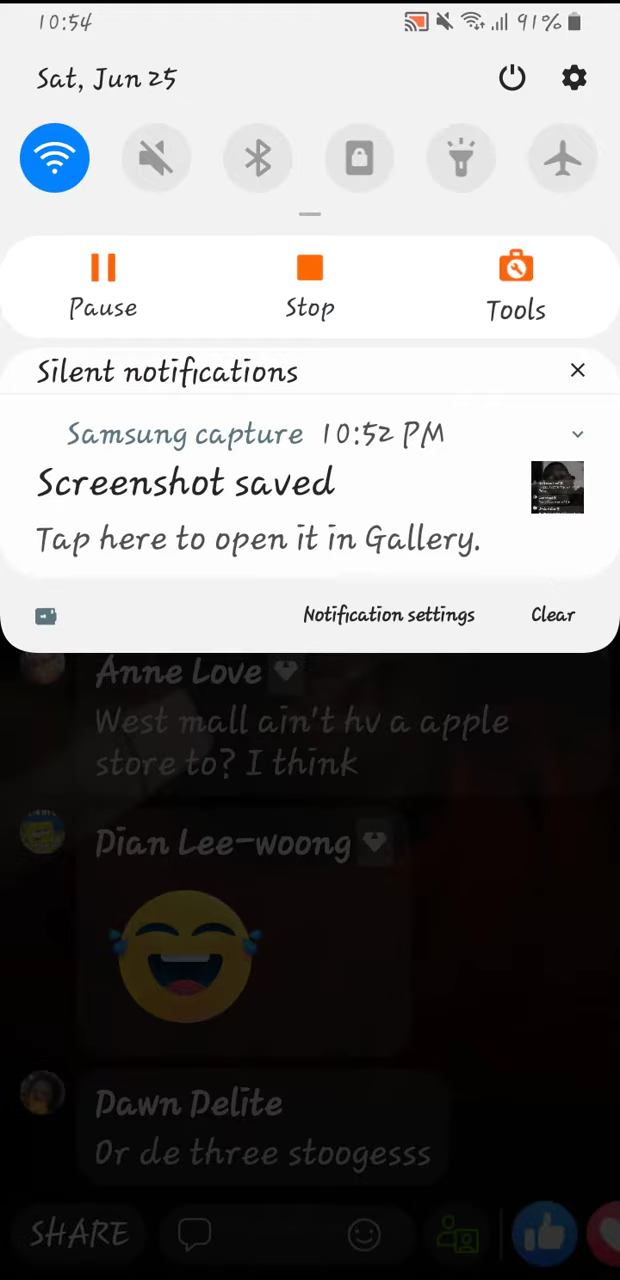 10:54
91%
Sat, Jun 25
Pause
Stop
Tools
Silent notifications
Samsung capture 10:52 PM
Screenshot saved
Tap here to open it in Gallery.
Notification settings
Clear
Anne Love
West mall ain't hv a apple
store to? I think
Dian Lee-woong
Dawn Delite
Or de three stoogesss
SHARE